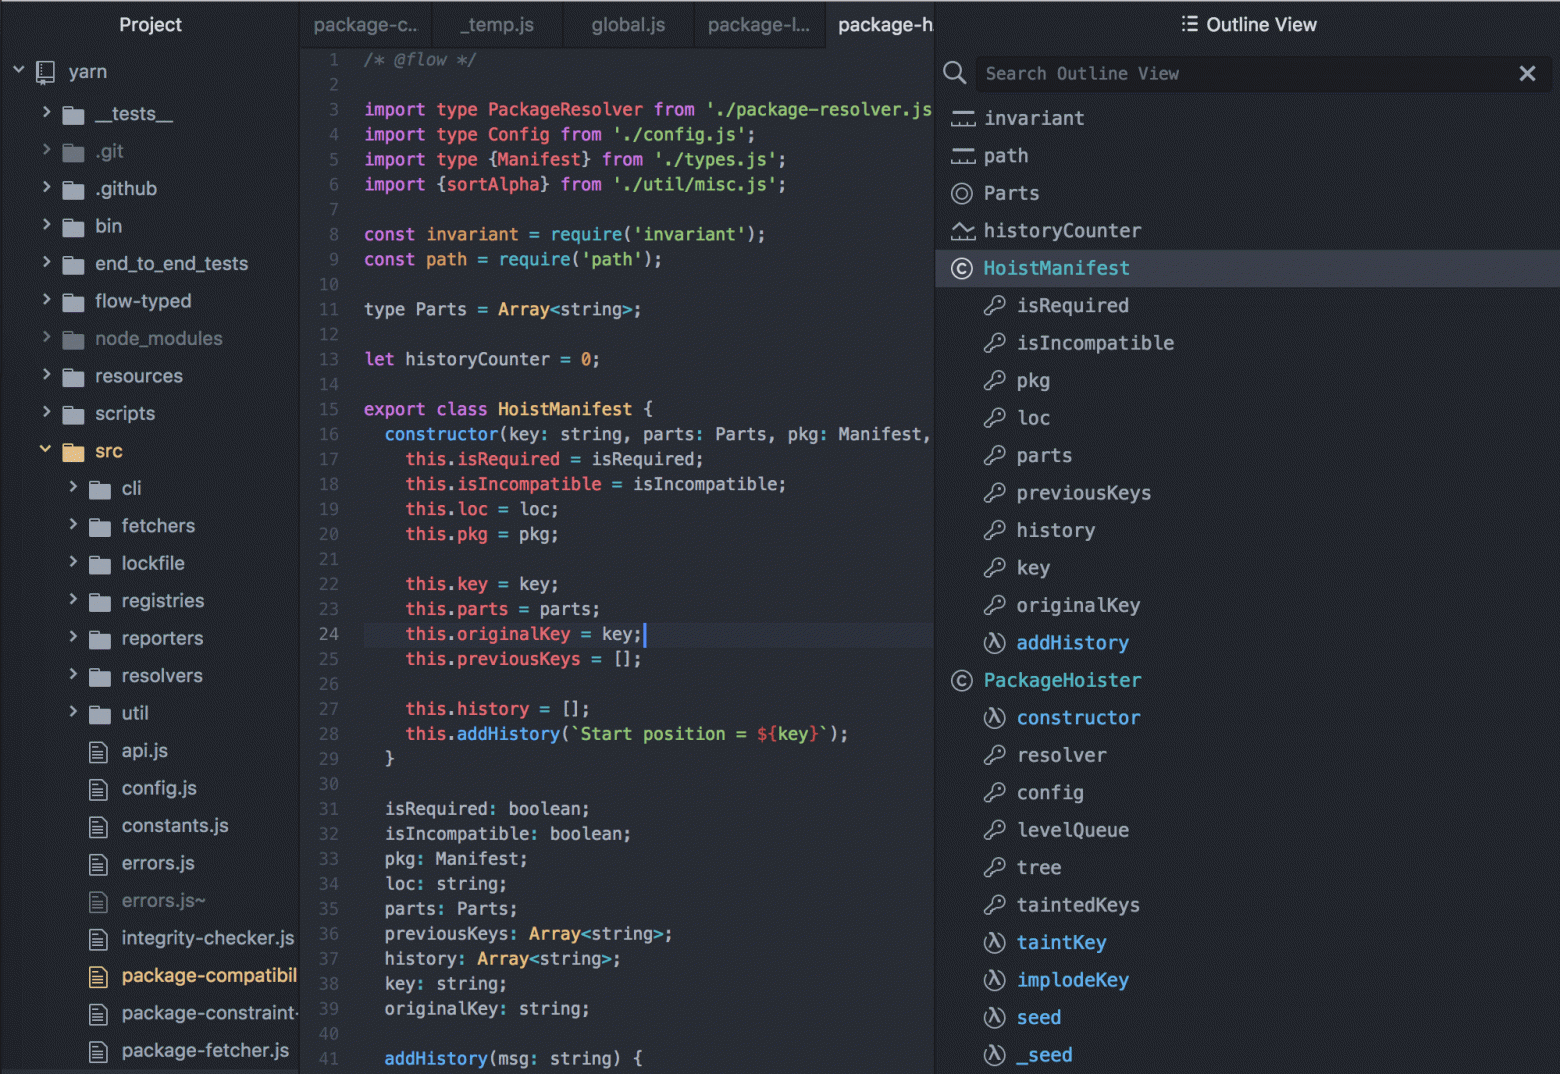 Project
yarn
__tests__
.git
.github
bin
end_to_end_tests
flow-typed
node_modules
resources
scripts
src
cli
fetchers
lockfile
registries
reporters
resolvers
util
api.js
config.js
constants.js
errors.js
errors.js~
integrity-checker.js
package-compatibil
package-constraint-
package-fetcher.js
package-c.. _temp.js global.js package-l... package-h.
1 /* @flow */
2
3 import type PackageResolver from './package-resolver.js
4 import type Config from './config.js';
5 import type {Manifest} from './types.js';
6 import {sortAlpha} from './util/misc.js';
7
8 const invariant = require('invariant');
9 const path = require('path');
10
11 type Parts = Array<string>;
12
13 let historyCounter = 0;
14
15 export class HoistManifest {
16 constructor(key: string, parts: Parts, pkg: Manifest,
17 this.isRequired = isRequired;
18 this.isIncompatible = isIncompatible;
19 this.loc = loc;
20 this.pkg = pkg;
21
22 this.key = key;
23 this.parts = parts;
24 this.originalKey = key;
25 this.previousKeys = [];
26
27 this.history = [];
28 this.addHistory(`Start position = ${key}`);
29 }
30
31 isRequired: boolean;
32 isIncompatible: boolean;
33 pkg: Manifest;
34 loc: string;
35 parts: Parts;
36 previousKeys: Array<string>;
37 history: Array<string>;
38 key: string;
39 originalKey: string;
40
41 addHistory(msg: string) {
Outline View
Search Outline View
invariant
path
Parts
historyCounter
HoistManifest
isRequired
isIncompatible
pkg
loc
parts
previousKeys
history
key
originalKey
addHistory
PackageHoister
constructor
resolver
config
levelQueue
tree
taintedKeys
taintKey
implodeKey
seed
_seed